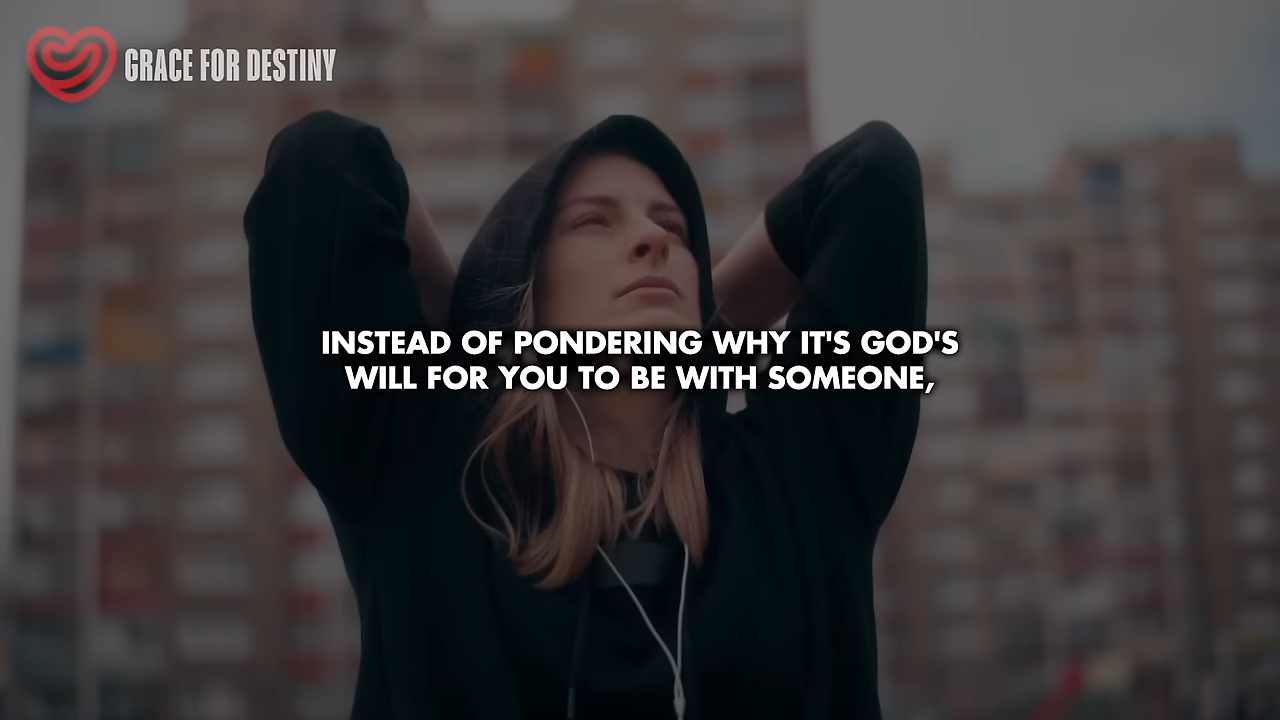 GRACE FOR DESTINY
INSTEAD OF PONDERING WHY IT'S GOD'S
WILL FOR YOU TO BE WITH SOMEONE,